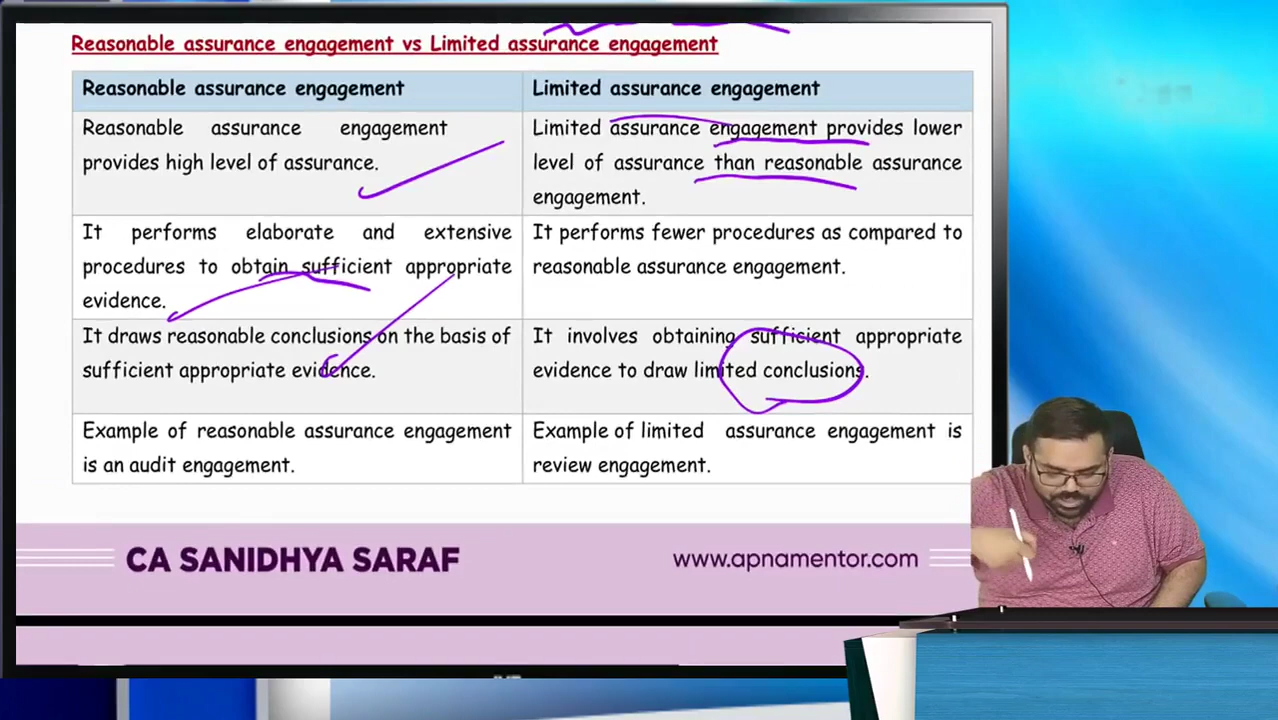 Reasonable assurance engagement vs Limited assurance engagement
Reasonable assurance engagement
Limited assurance engagement
Reasonable assurance engagement
provides high level of assurance.
Limited assurance engagement provides lower
level of assurance than reasonable assurance
engagement.
It performs elaborate and extensive
procedures to obtain sufficient appropriate
evidence.
It performs fewer procedures as compared to
reasonable assurance engagement.
It draws reasonable conclusions on the basis of
sufficient appropriate evidence.
It involves obtaining sufficient appropriate
evidence to draw limited conclusions.
Example of reasonable assurance engagement
is an audit engagement.
Example of limited assurance engagement is
review engagement.
CA SANIDHYA SARAF
www.apnamentor.com